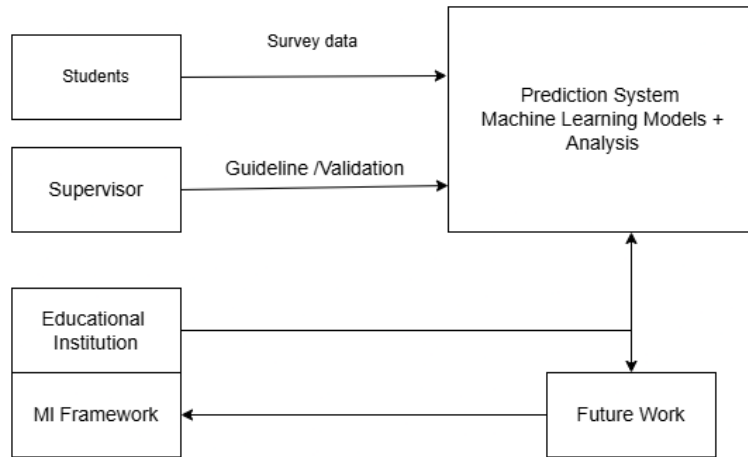 Survey data
Students
Prediction System
Machine Learning Models +
Analysis
Guideline /Validation
Supervisor
Educational
Institution
MI Framework
Future Work